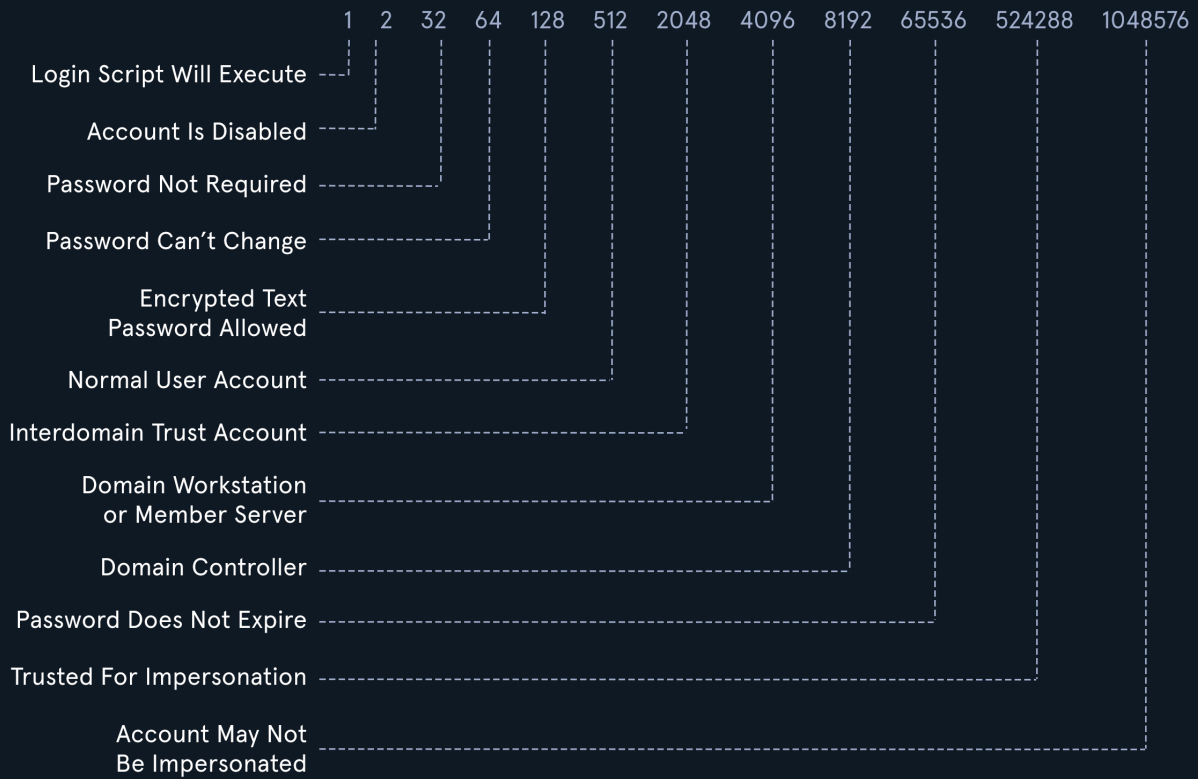 1 2 32 64 128 512 2048 4096 8192 65536 524288 1048576
Login Script Will Execute
Account Is Disabled
Password Not Required
Password Can’t Change
Encrypted Text
Password Allowed
Normal User Account
Interdomain Trust Account
Domain Workstation
or Member Server
Domain Controller
Password Does Not Expire
Trusted For Impersonation
Account May Not
Be Impersonated